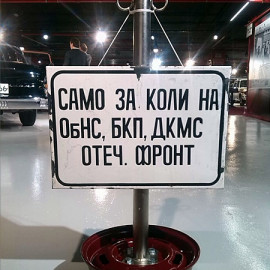 САМО ЗА КОЛИ НА
ОбНС, БКП, ДКМС
ОТЕЧ. ФРОНТ